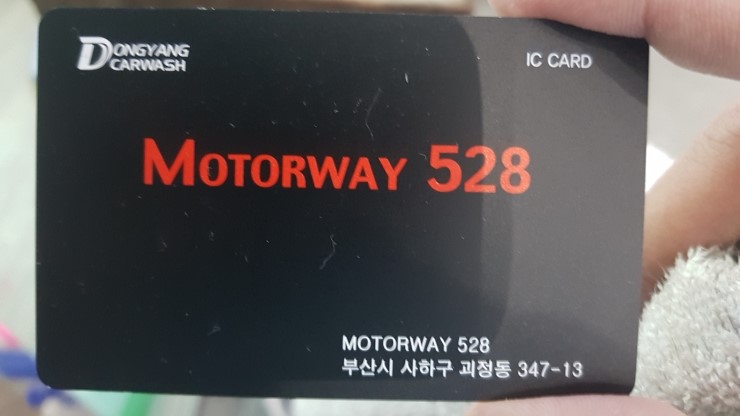 DONGYANG
CARWASH
IC CARD
MOTORWAY 528
MOTORWAY 528
부산시 사하구 괴정동 347-13